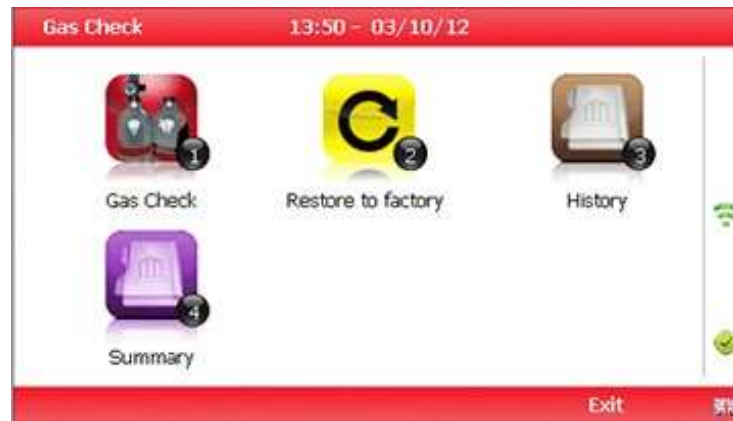 Gas Check 13:50 - 03/10/12
1 2 3
Gas Check Restore to factory History
4
Summary
Exit